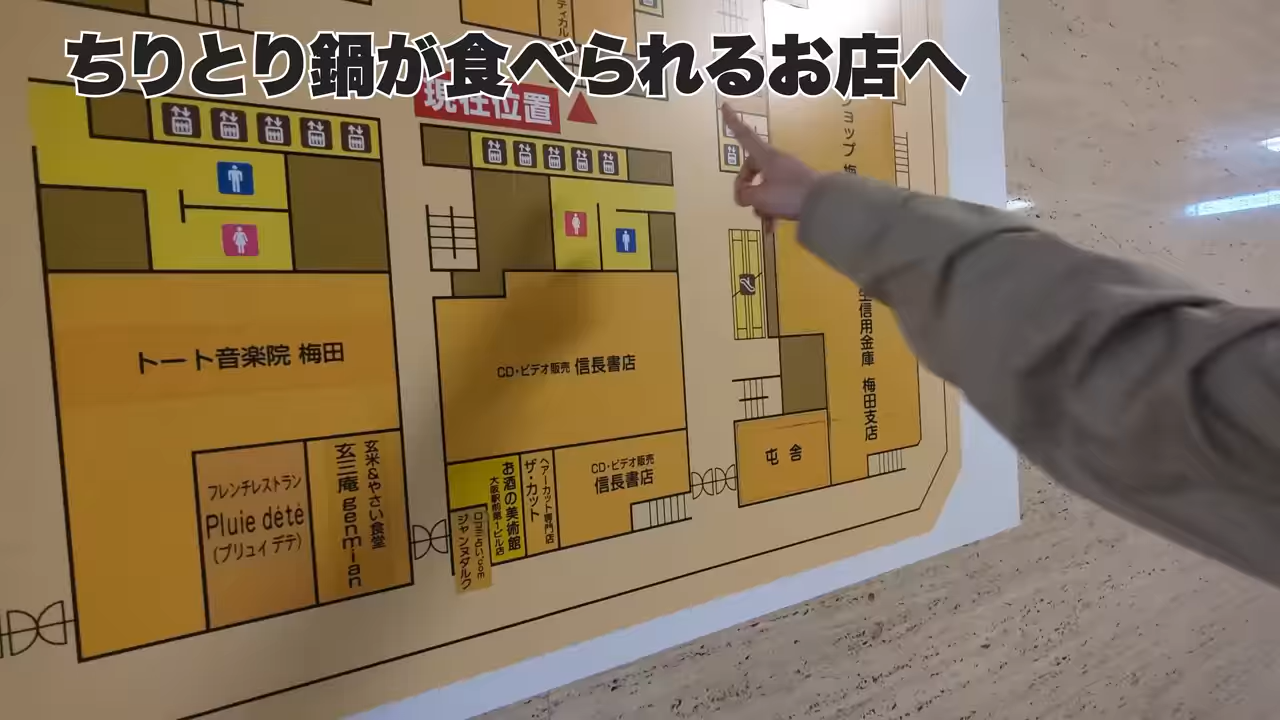 ちりとり鍋が食べられるお店へ
現在位置
トート音楽院 梅田
フレンチレストラン
Pluie dété
(プリュイ デテ)
玄米&やさい食堂
玄三庵 genmian
CD・ビデオ販売 信長書店
CD・ビデオ販売
信長書店
ヘアーカット専門店
ザ・カット
お酒の美術館
大阪駅前第1ビル店
口コミ占い.com
ジャンヌダルク
屯舎
ョップ 梅
信用金庫 梅田支店